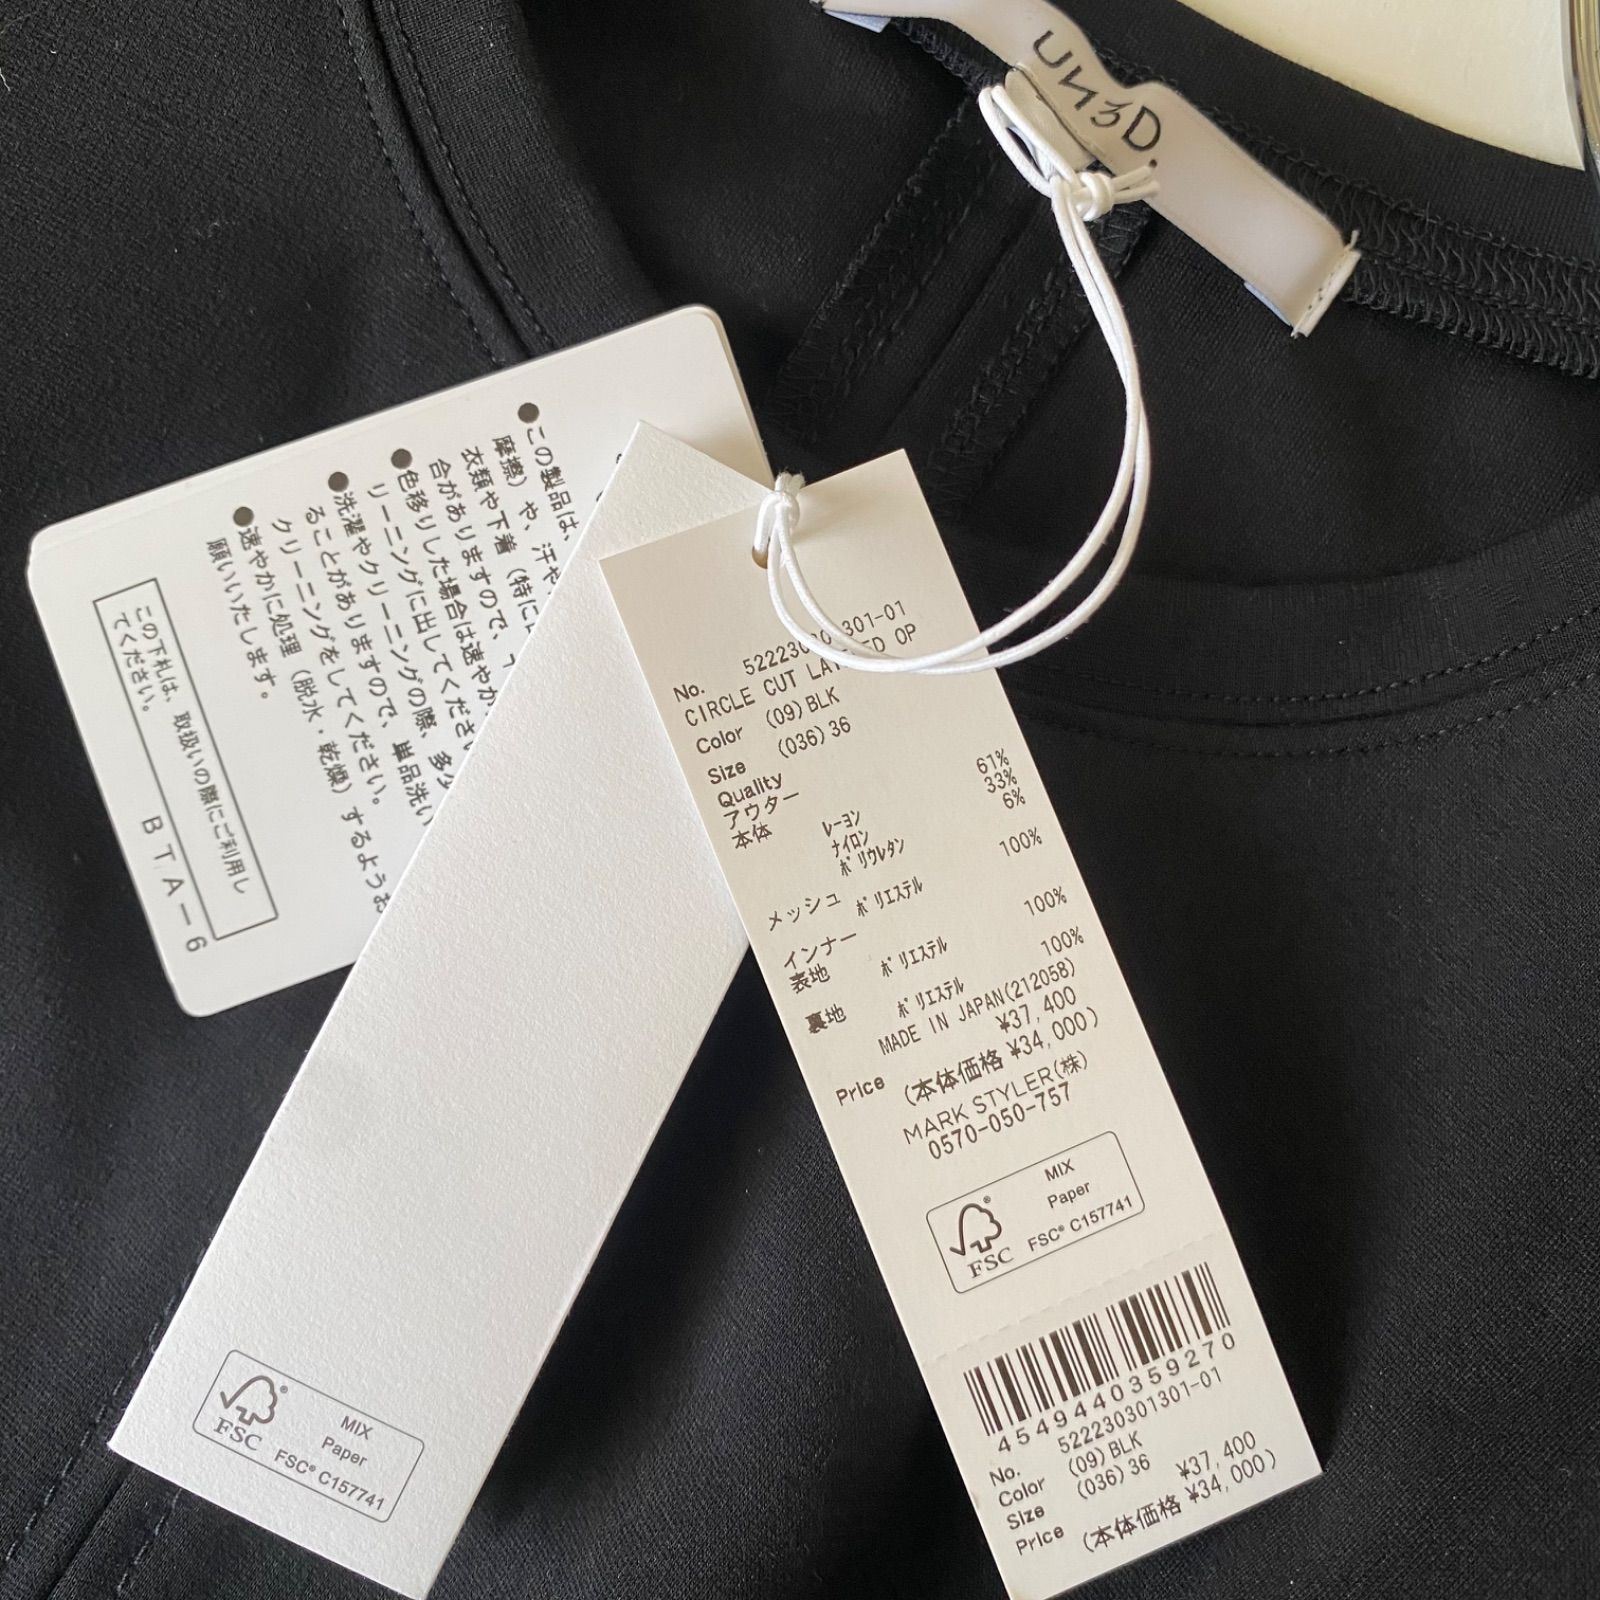 UN3D.
●この製品は、
摩擦）や、汗や
衣類や下着（特に
合がありますので、
●色移りした場合は速やか
リーニングに出してくださ
●洗濯やクリーニングの際、多少
ることがありますので、単品洗い
クリーニングをしてください。
●速やかに処理（脱水・乾燥）するようお
願いいたします。
この下札は、取扱いの際にご利用し
てください。
BTA-6
No. 52223030 301-01
CIRCLE CUT LAYERED OP
Color (09)BLK
Size (036)36
Quality
アウター
本体 レーヨン 61%
ナイロン 33%
ポリウレタン 6%
メッシュ ポリエステル 100%
インナー
表地 ポリエステル 100%
裏地 ポリエステル 100%
MADE IN JAPAN(212058)
Price ¥37,400
(本体価格 ¥34,000)
MARK STYLER(株)
0570-050-757
FSC
MIX
Paper
FSC® C157741
4549440359270
No. 522230301301-01
Color (09)BLK
Size (036)36
Price ¥37,400
(本体価格 ¥34,000)
FSC
MIX
Paper
FSC® C157741